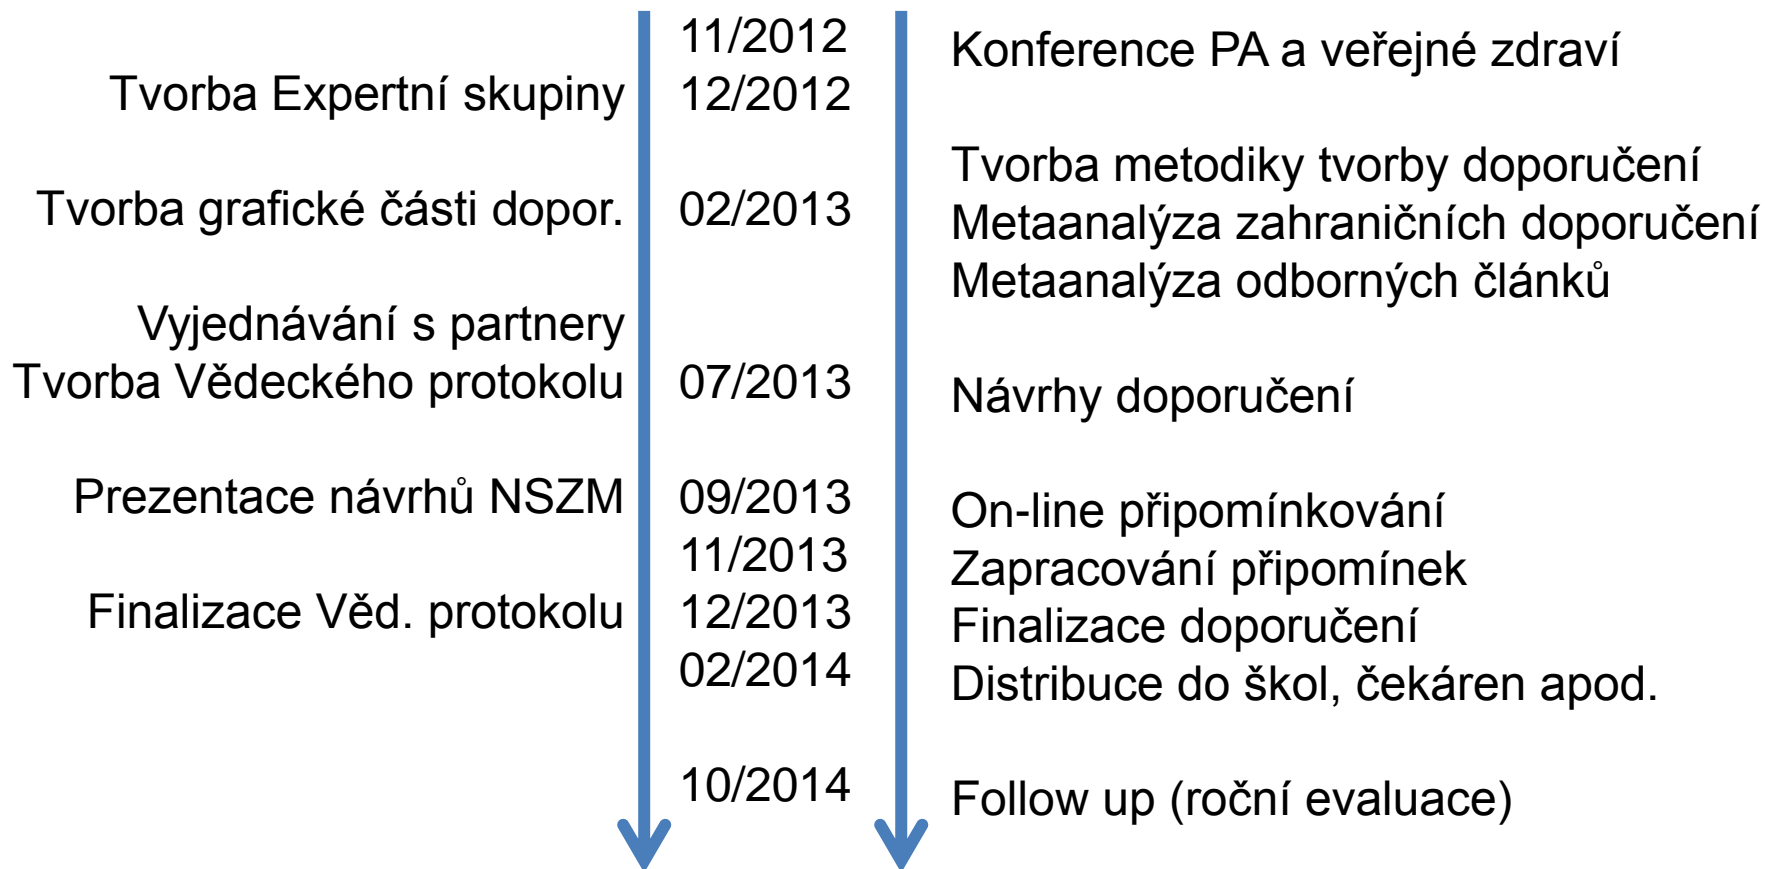 11/2012
Konference PA a veřejné zdraví
Tvorba Expertní skupiny
12/2012
Tvorba metodiky tvorby doporučení
Tvorba grafické části dopor.
02/2013
Metaanalýza zahraničních doporučení
Metaanalýza odborných článků
Vyjednávání s partnery
Tvorba Vědeckého protokolu
07/2013
Návrhy doporučení
Prezentace návrhů NSZM
09/2013
On-line připomínkování
11/2013
Zapracování připomínek
Finalizace Věd. protokolu
12/2013
Finalizace doporučení
02/2014
Distribuce do škol, čekáren apod.
10/2014
Follow up (roční evaluace)